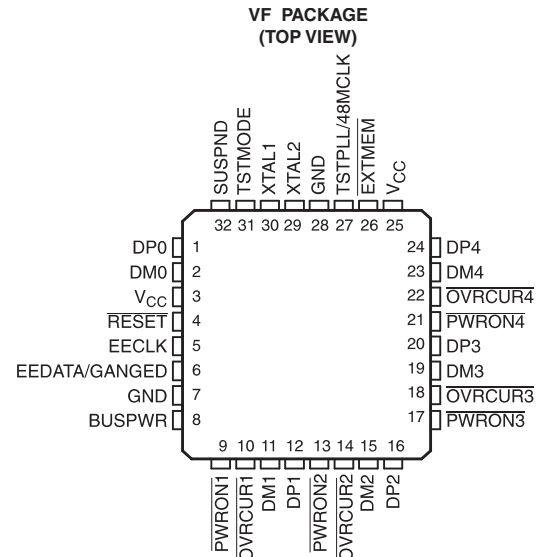 VF PACKAGE
(TOP VIEW)
SUSPND
TSTMODE
XTAL1
XTAL2
GND
TSTPLL/48MCLK
EXTMEM
VCC
32 31 30 29 28 27 26 25
DP0 1
DM0 2
VCC 3
RESET 4
EECLK 5
EEDATA/GANGED 6
GND 7
BUSPWR 8
24 DP4
23 DM4
22 OVRCUR4
21 PWRON4
20 DP3
19 DM3
18 OVRCUR3
17 PWRON3
9 10 11 12 13 14 15 16
PWRON1
OVRCUR1
DM1
DP1
PWRON2
OVRCUR2
DM2
DP2